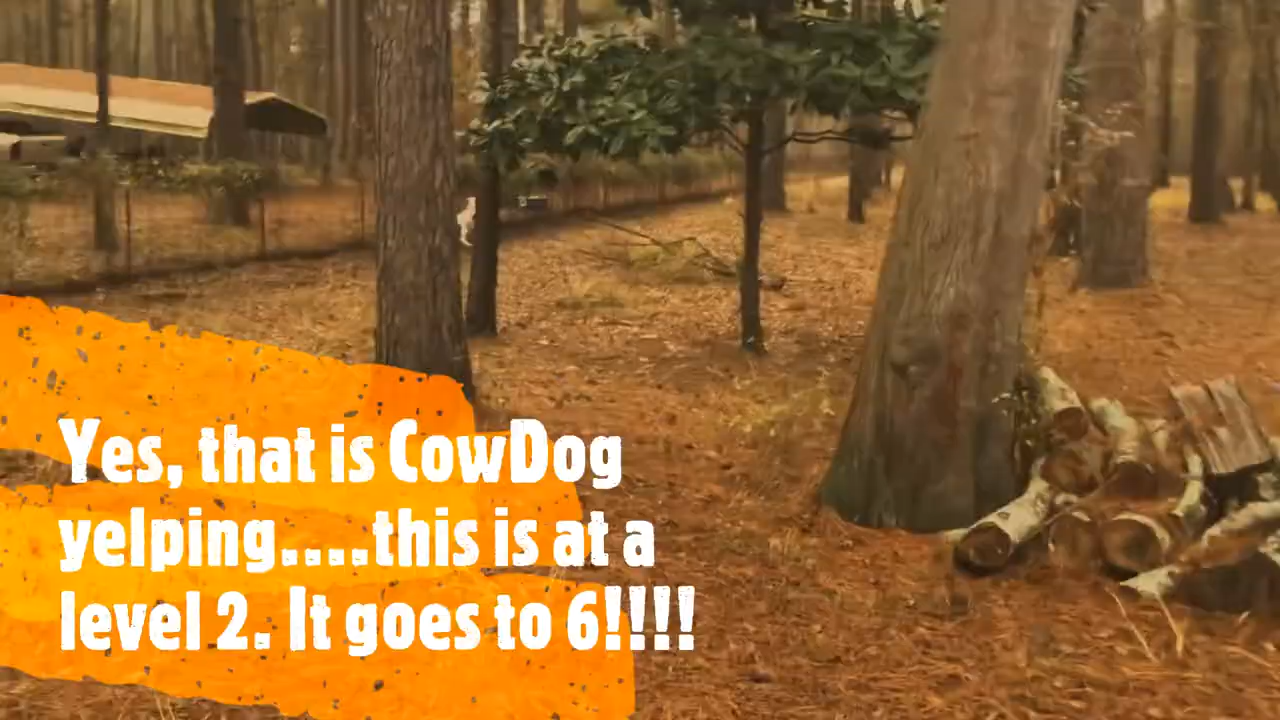 Yes, that is CowDog
yelping....this is at a
level 2. It goes to 6!!!!